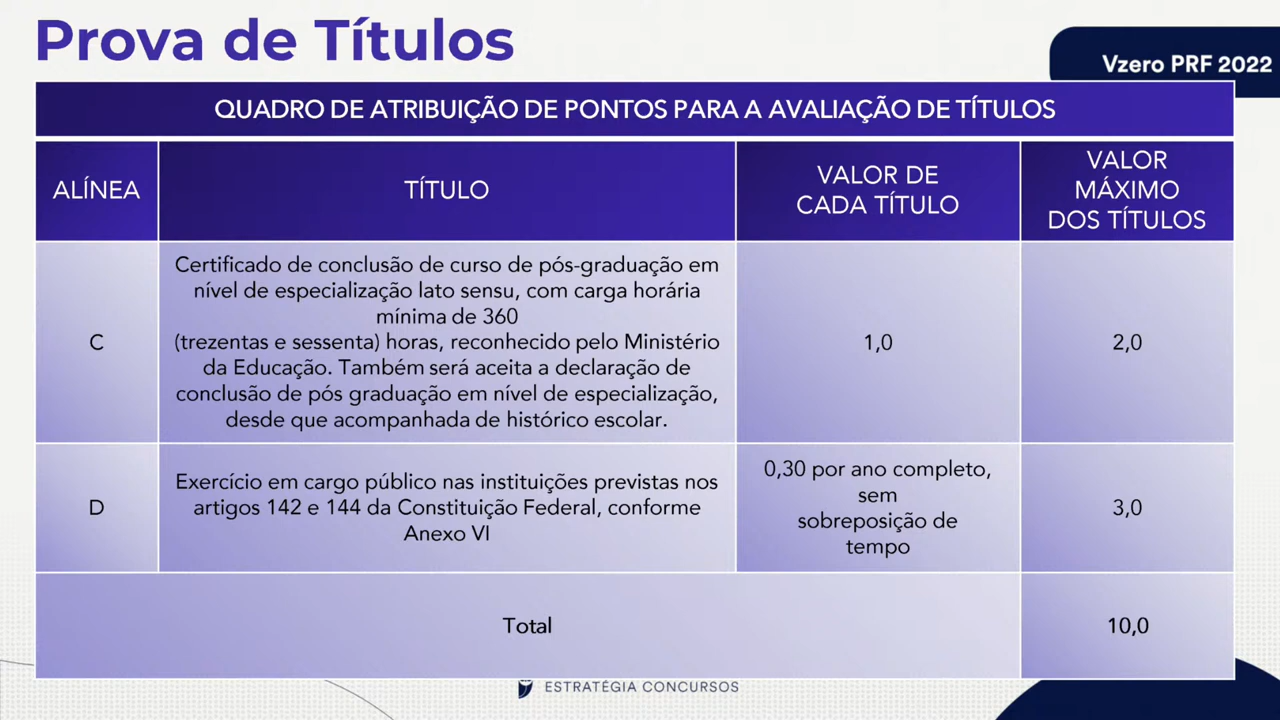 Prova de Títulos
Vzero PRF 2022
QUADRO DE ATRIBUIÇÃO DE PONTOS PARA A AVALIAÇÃO DE TÍTULOS
ALÍNEA
TÍTULO
VALOR DE
CADA TÍTULO
VALOR
MÁXIMO
DOS TÍTULOS
C
Certificado de conclusão de curso de pós-graduação em
nível de especialização lato sensu, com carga horária
mínima de 360
(trezentas e sessenta) horas, reconhecido pelo Ministério
da Educação. Também será aceita a declaração de
conclusão de pós graduação em nível de especialização,
desde que acompanhada de histórico escolar.
1,0
2,0
D
Exercício em cargo público nas instituições previstas nos
artigos 142 e 144 da Constituição Federal, conforme
Anexo VI
0,30 por ano completo,
sem
sobreposição de
tempo
3,0
Total
10,0
ESTRATÉGIA CONCURSOS